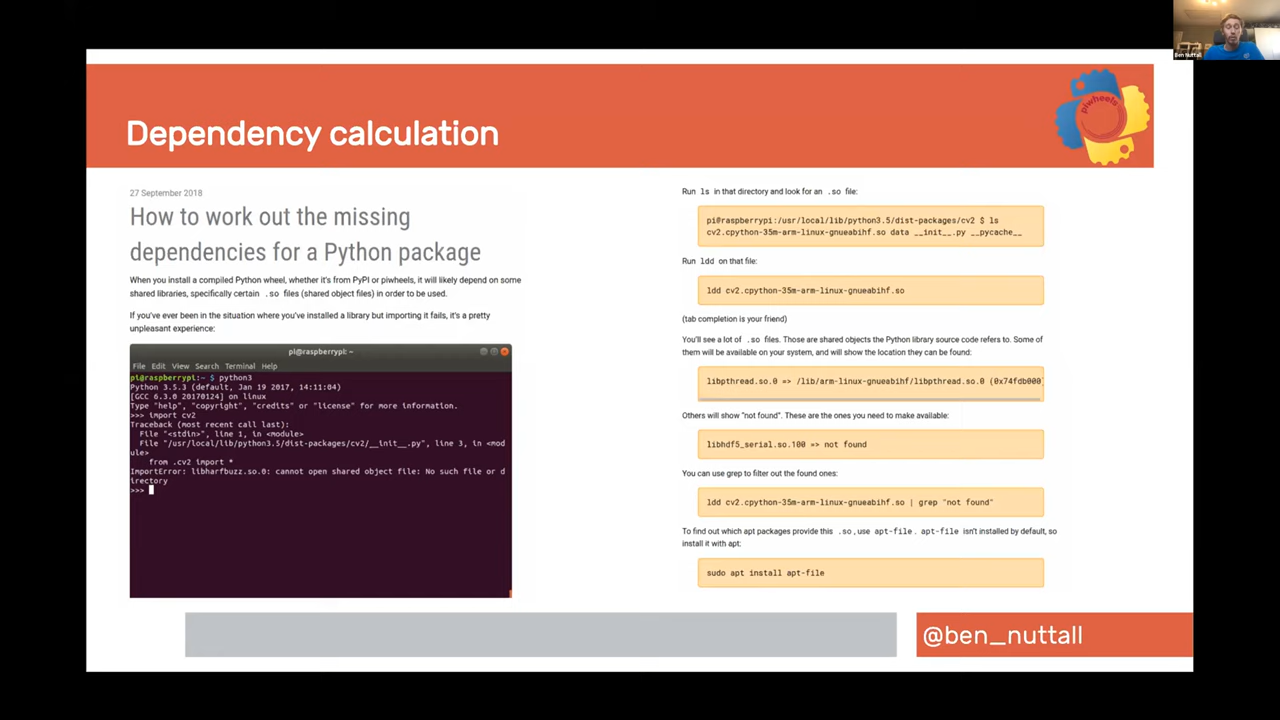 Ben Nuttall
Dependency calculation
piwheels
27 September 2018
How to work out the missing
dependencies for a Python package
When you install a compiled Python wheel, whether it's from PyPI or piwheels, it will likely depend on some
shared libraries, specifically certain .so files (shared object files) in order to be used.
If you've ever been in the situation where you've installed a library but importing it fails, it's a pretty
unpleasant experience:
pi@raspberrypi: ~
File Edit View Search Terminal Help
pi@raspberrypi:~ $ python3
Python 3.5.3 (default, Jan 19 2017, 14:11:04)
[GCC 6.3.0 20170124] on linux
Type "help", "copyright", "credits" or "license" for more information.
>>> import cv2
Traceback (most recent call last):
File "<stdin>", line 1, in <module>
File "/usr/local/lib/python3.5/dist-packages/cv2/__init__.py", line 3, in <mod
ule>
from .cv2 import *
ImportError: libharfbuzz.so.0: cannot open shared object file: No such file or d
irectory
>>>
Run ls in that directory and look for an .so file:
pi@raspberrypi:/usr/local/lib/python3.5/dist-packages/cv2 $ ls
cv2.cpython-35m-arm-linux-gnueabihf.so data __init__.py __pycache__
Run ldd on that file:
ldd cv2.cpython-35m-arm-linux-gnueabihf.so
(tab completion is your friend)
You'll see a lot of .so files. Those are shared objects the Python library source code refers to. Some of
them will be available on your system, and will show the location they can be found:
libpthread.so.0 => /lib/arm-linux-gnueabihf/libpthread.so.0 (0x74fdb000)
Others will show "not found". These are the ones you need to make available:
libhdf5_serial.so.100 => not found
You can use grep to filter out the found ones:
ldd cv2.cpython-35m-arm-linux-gnueabihf.so | grep "not found"
To find out which apt packages provide this .so, use apt-file. apt-file isn't installed by default, so
install it with apt:
sudo apt install apt-file
@ben_nuttall